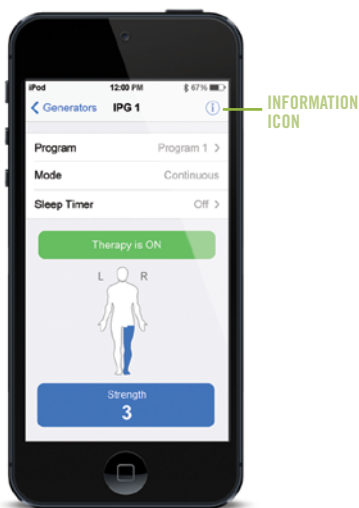 iPod 12:00 PM 67%
Generators IPG 1
INFORMATION
ICON
Program Program 1
Mode Continuous
Sleep Timer Off
Therapy is ON
L R
Strength
3